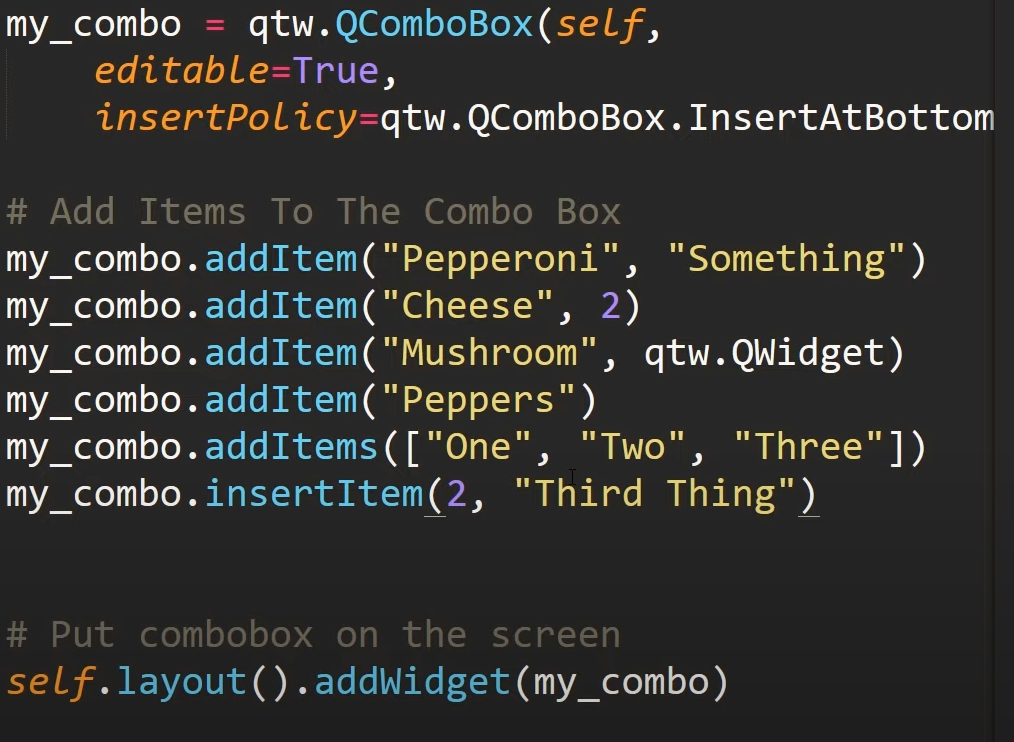 my_combo = qtw.QComboBox(self,
editable=True,
insertPolicy=qtw.QComboBox.InsertAtBottom
# Add Items To The Combo Box
my_combo.addItem("Pepperoni", "Something")
my_combo.addItem("Cheese", 2)
my_combo.addItem("Mushroom", qtw.QWidget)
my_combo.addItem("Peppers")
my_combo.addItems(["One", "Two", "Three"])
my_combo.insertItem(2, "Third Thing")
# Put combobox on the screen
self.layout().addWidget(my_combo)